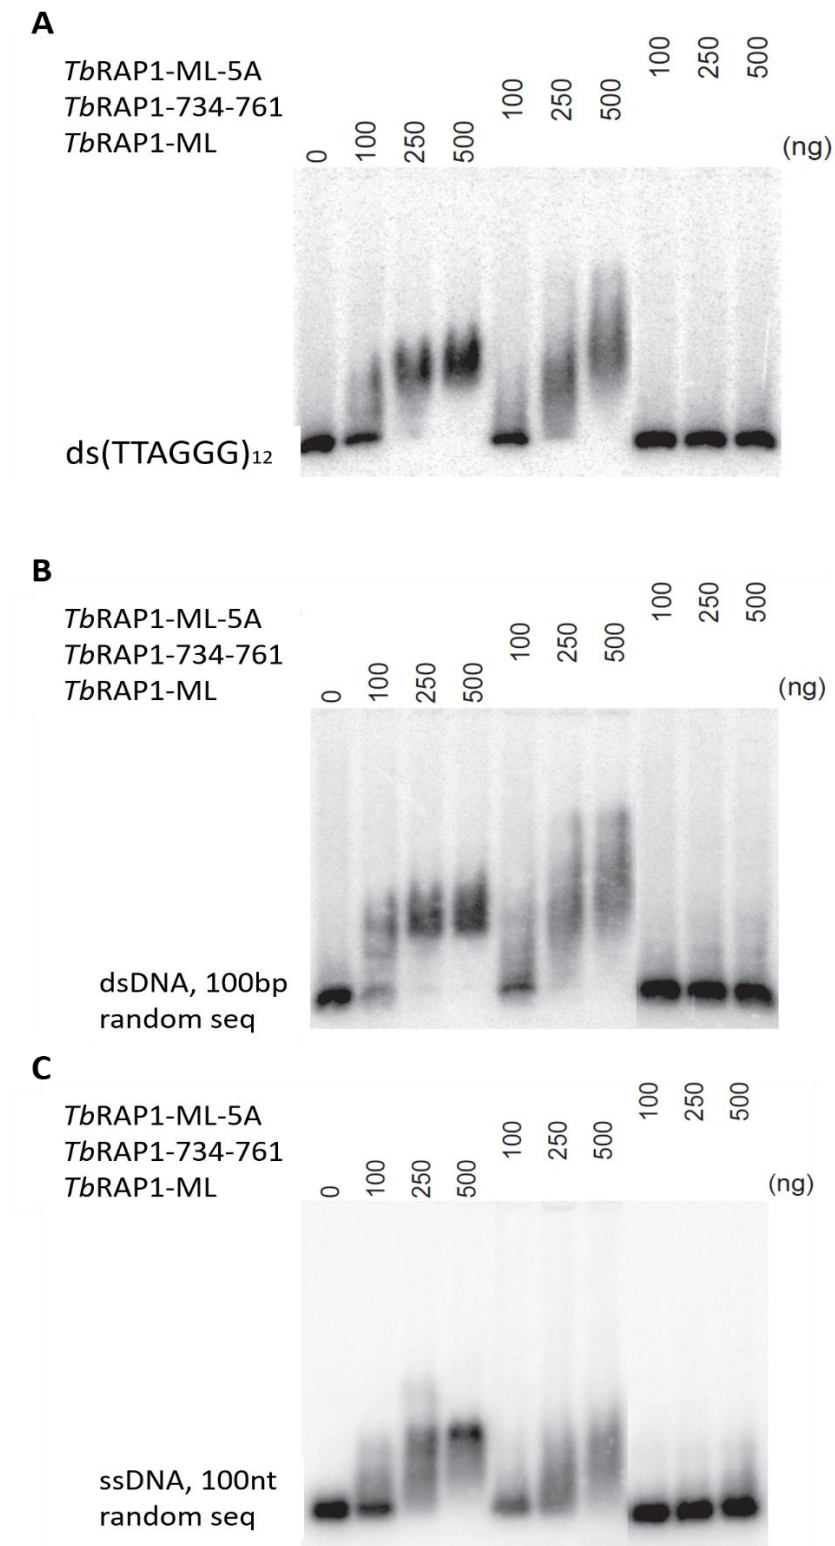 A
TbRAP1-ML-5A 100 250 500
TbRAP1-734-761 100 250 500
TbRAP1-ML 0 100 250 500 (ng)
ds(TTAGGG)₁₂
B
TbRAP1-ML-5A 100 250 500
TbRAP1-734-761 100 250 500
TbRAP1-ML 0 100 250 500 (ng)
dsDNA, 100bp
random seq
C
TbRAP1-ML-5A 100 250 500
TbRAP1-734-761 100 250 500
TbRAP1-ML 0 100 250 500 (ng)
ssDNA, 100nt
random seq